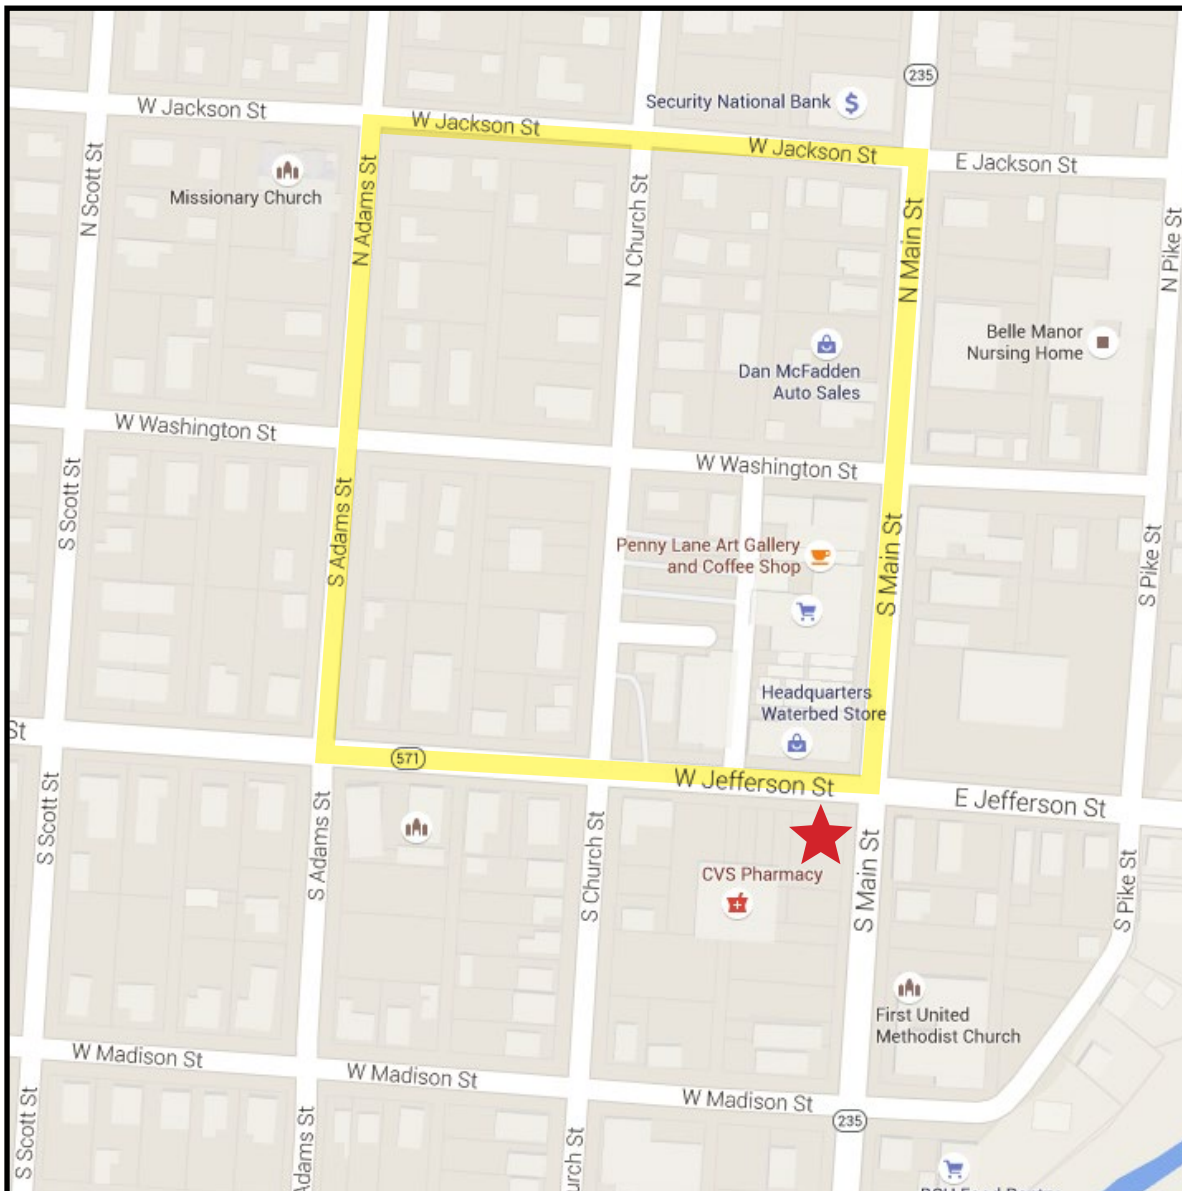 235
Security National Bank
W Jackson St
W Jackson St
W Jackson St
E Jackson St
N Scott St
Missionary Church
N Adams St
N Church St
N Main St
N Pike St
Belle Manor
Nursing Home
Dan McFadden
Auto Sales
W Washington St
W Washington St
S Scott St
S Adams St
Penny Lane Art Gallery
and Coffee Shop
S Main St
S Pike St
Headquarters
Waterbed Store
St
571
W Jefferson St
E Jefferson St
S Scott St
S Adams St
S Church St
CVS Pharmacy
S Main St
S Pike St
First United
Methodist Church
W Madison St
W Madison St
W Madison St
235
S Scott St
Adams St
urch St